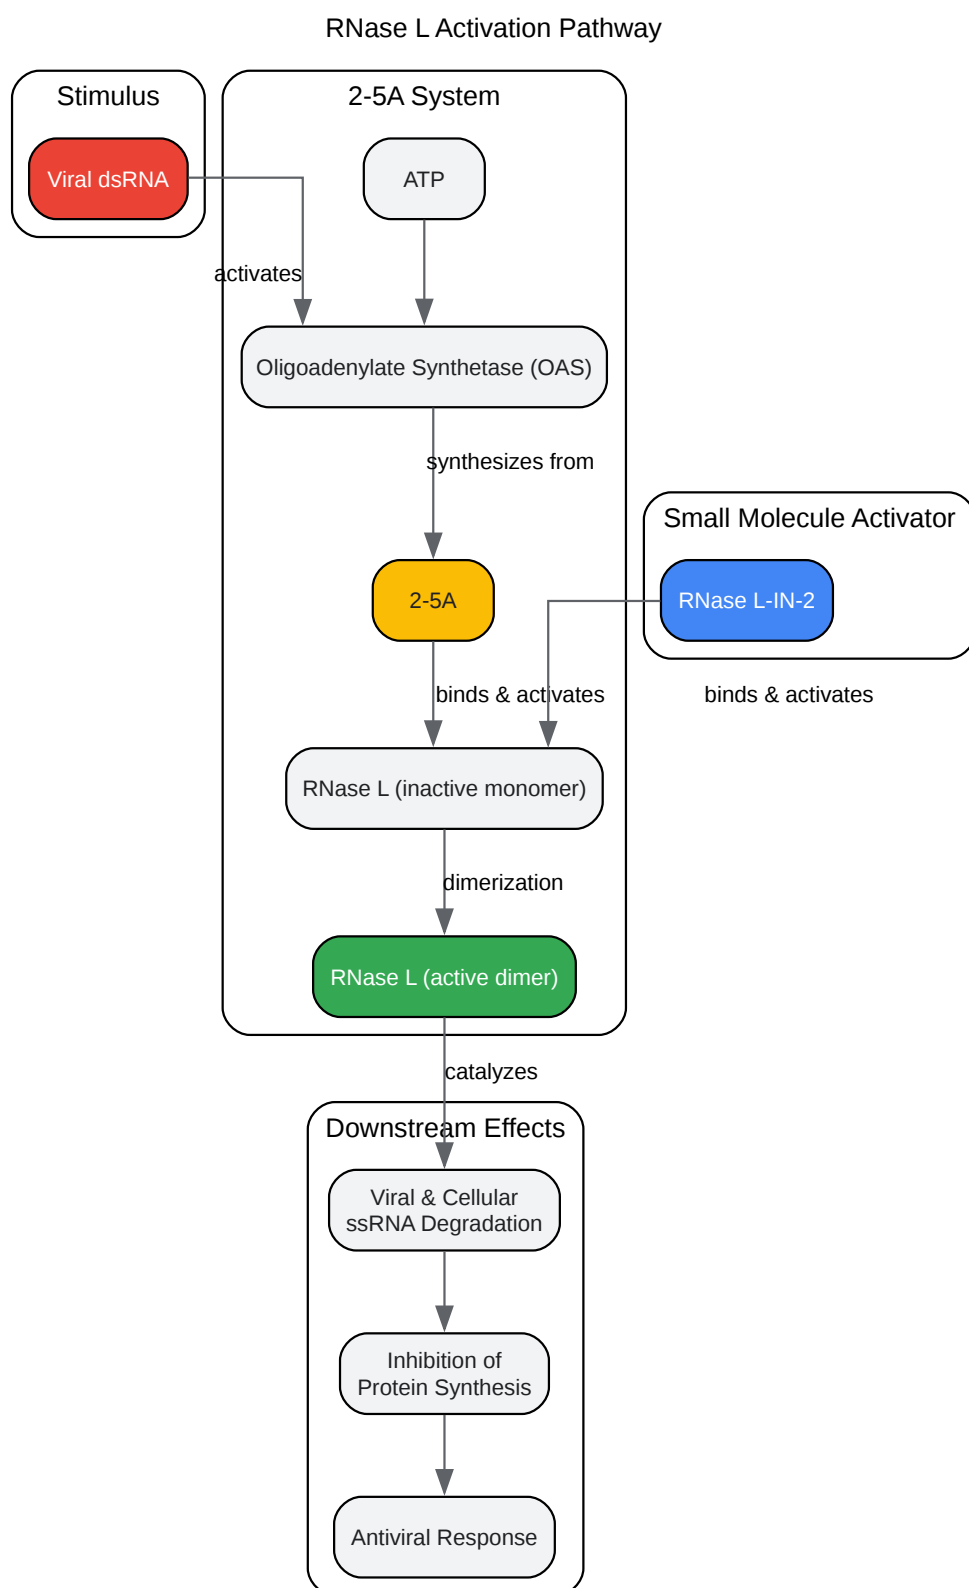 RNase L Activation Pathway
Stimulus
2-5A System
Viral dsRNA
ATP
activates
Oligoadenylate Synthetase (OAS)
synthesizes from
Small Molecule Activator
2-5A
RNase L-IN-2
binds & activates
binds & activates
RNase L (inactive monomer)
dimerization
RNase L (active dimer)
catalyzes
Downstream Effects
Viral & Cellular
ssRNA Degradation
Inhibition of
Protein Synthesis
Antiviral Response